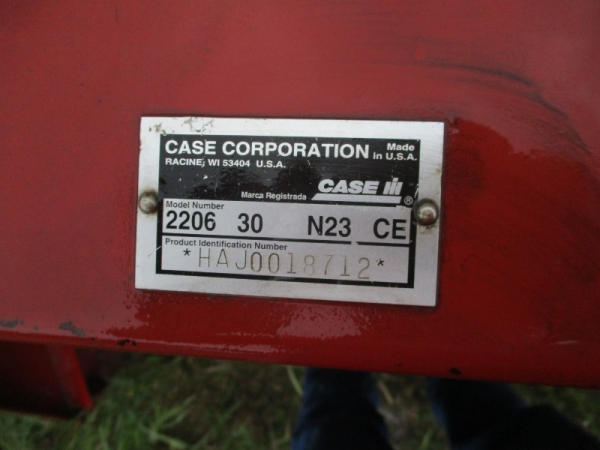 CASE CORPORATION Made
RACINE, WI 53404 U.S.A. in U.S.A.
Marca Registrada CASE IH ®
Model Number
2206 30 N23 CE
Product Identification Number
*HAJ0018712*